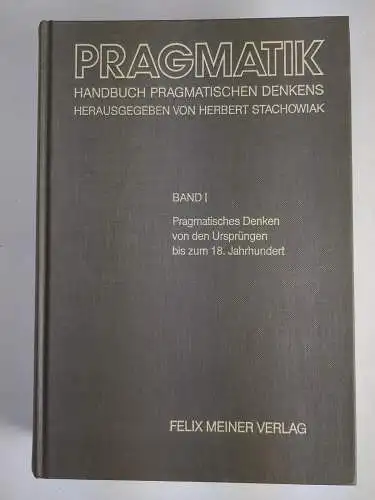 PRAGMATIK
HANDBUCH PRAGMATISCHEN DENKENS
HERAUSGEGEBEN VON HERBERT STACHOWIAK
BAND I
Pragmatisches Denken
von den Ursprüngen
bis zum 18. Jahrhundert
FELIX MEINER VERLAG